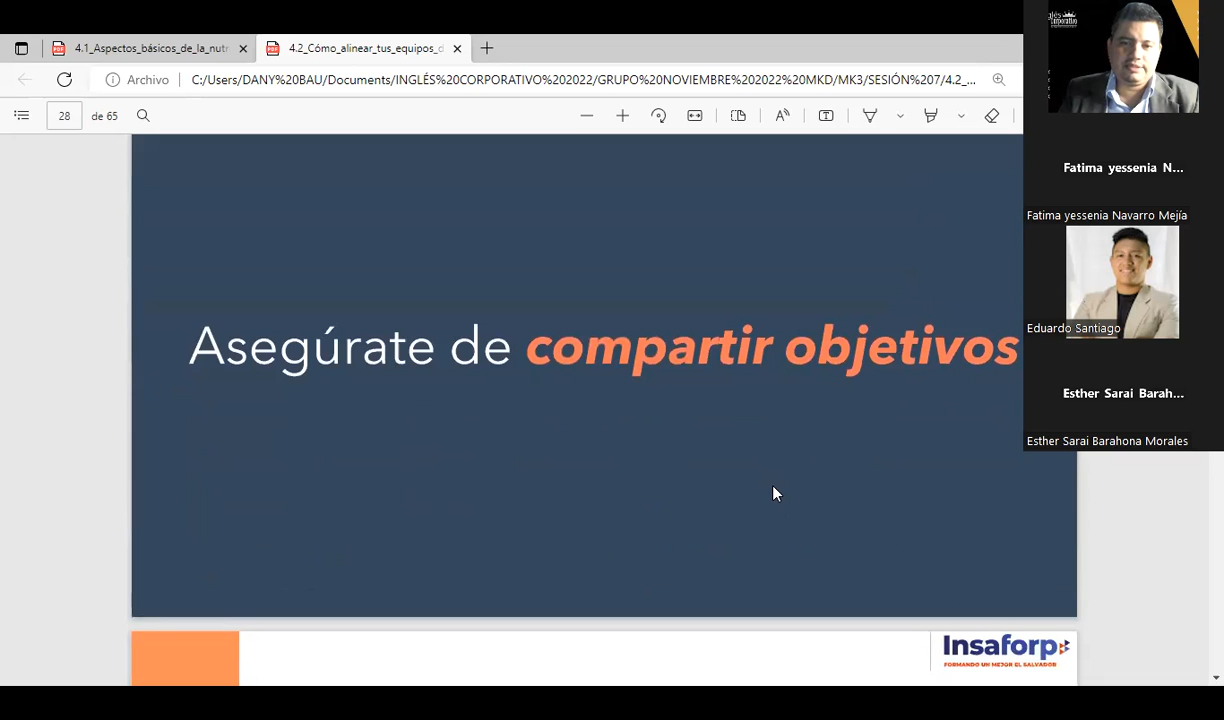 4.1_Aspectos_básicos_de_la_nutr
4.2_Cómo_alinear_tus_equipos_d
Archivo
C:/Users/DANY%20BAU/Documents/INGLÉS%20CORPORATIVO%202022/GRUPO%20NOVIEMBRE%202022%20MKD/MK3/SESIÓN%207/4.2_...
28
de 65
Asegúrate de compartir objetivos
Insaforp
FORMANDO UN MEJOR EL SALVADOR
Fatima yessenia N...
Fatima yessenia Navarro Mejía
Eduardo Santiago
Esther Sarai Barah...
Esther Sarai Barahona Morales